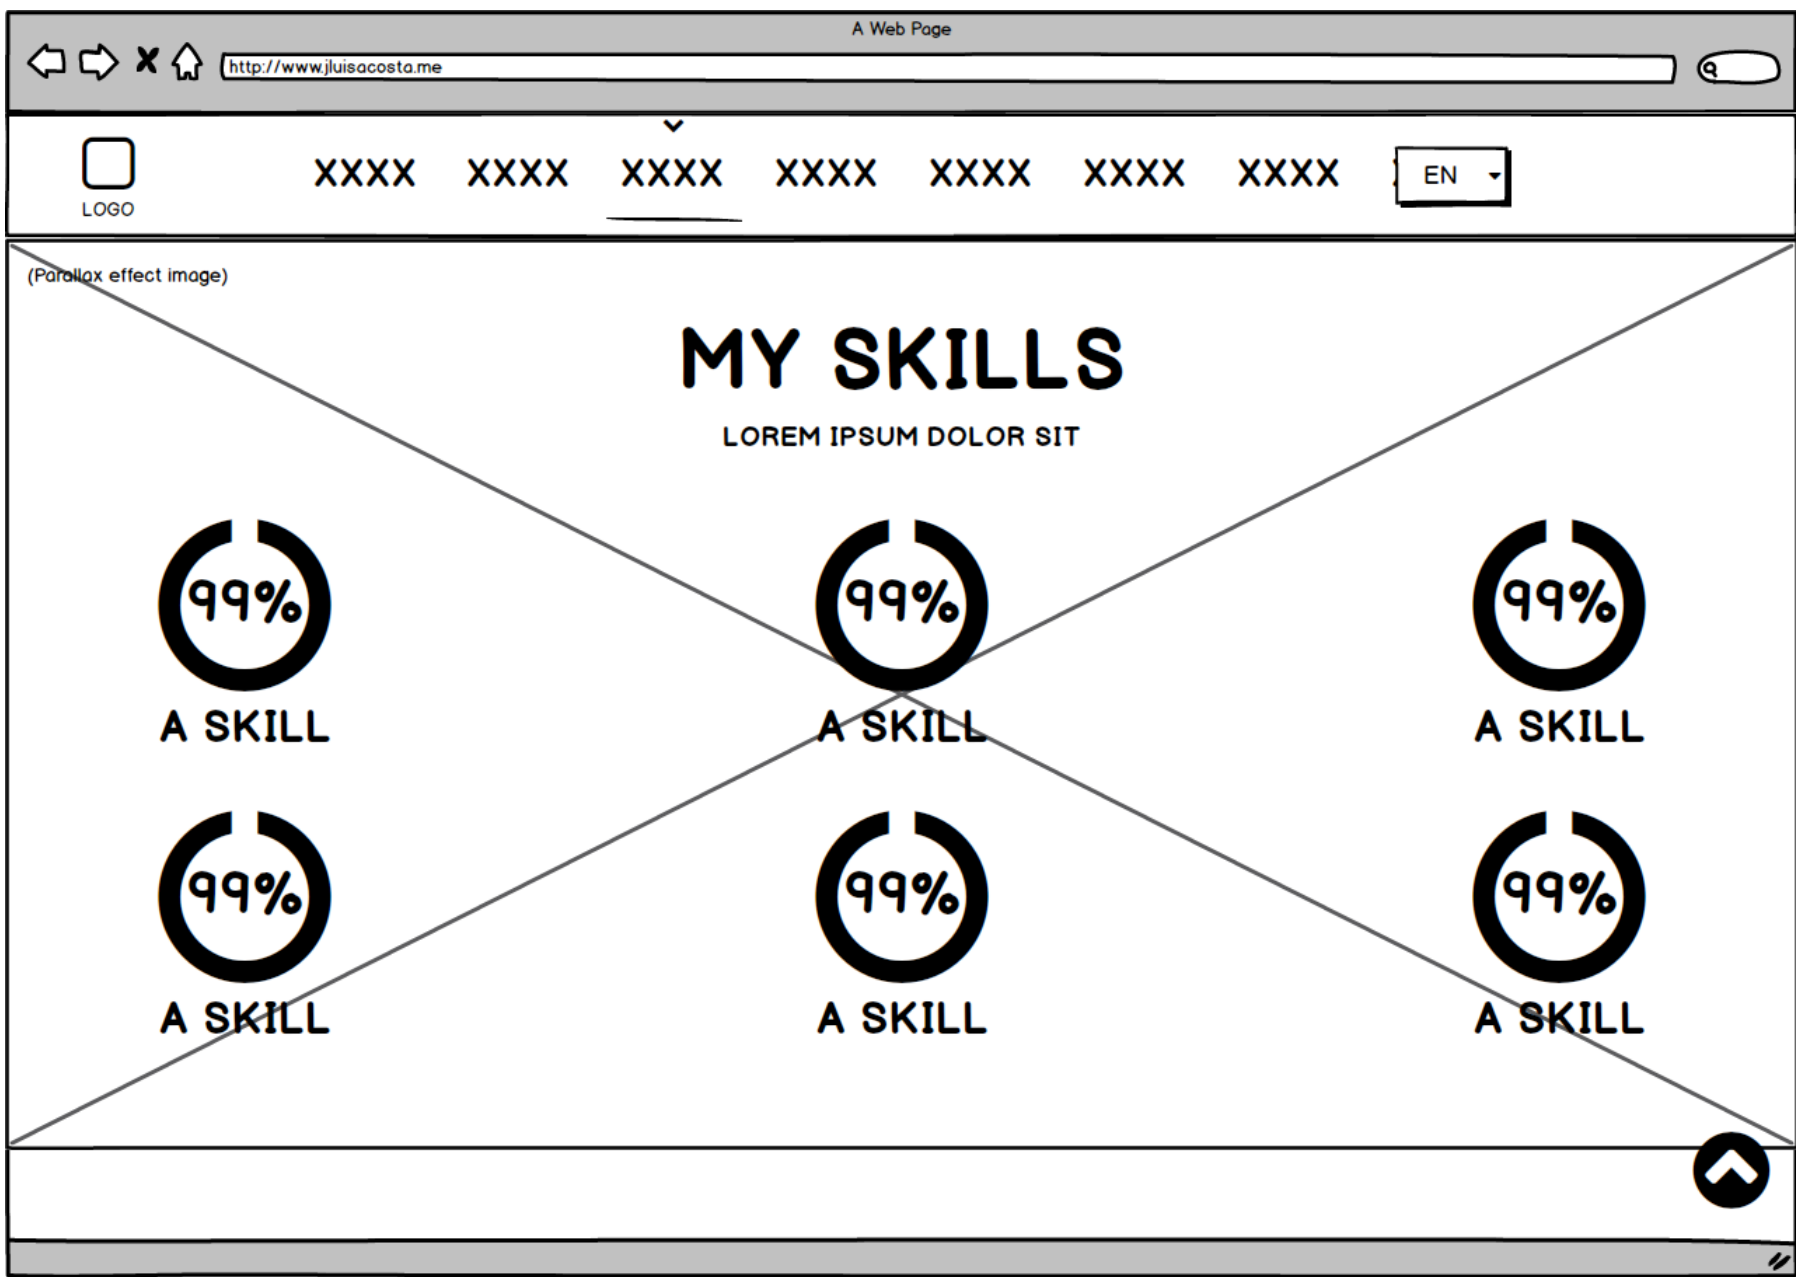 A Web Page
http://www.jluisacosta.me
XXXX XXXX XXXX XXXX XXXX XXXX XXXX EN
LOGO
(Parallax effect image)
MY SKILLS
LOREM IPSUM DOLOR SIT
99% 99% 99%
A SKILL A SKILL A SKILL
99% 99% 99%
A SKILL A SKILL A SKILL